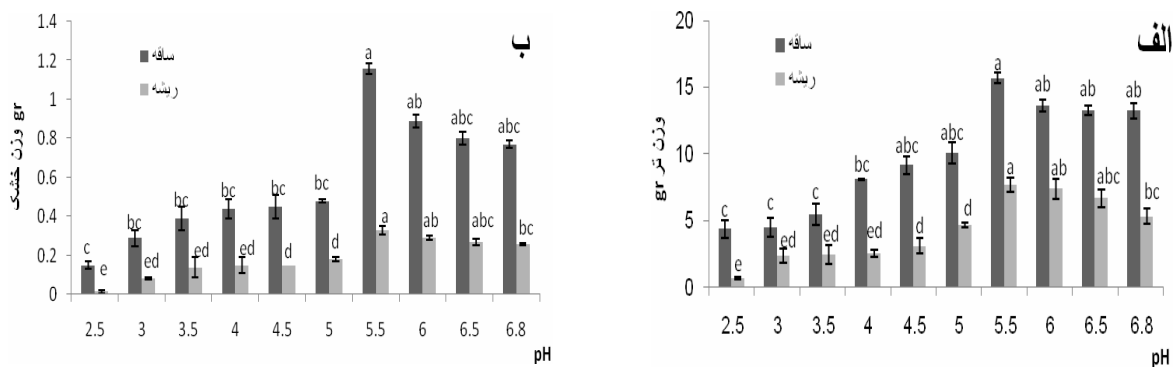 الف
وزن تر gr
ساقه
ریشه
20
15
10
5
0
c c c bc abc abc a ab ab ab
e ed ed ed d d a ab abc bc
2.5 3 3.5 4 4.5 5 5.5 6 6.5 6.8
pH
ب
وزن خشک gr
ساقه
ریشه
1.4
1.2
1
0.8
0.6
0.4
0.2
0
c bc bc bc bc bc a ab abc abc
e ed ed ed d d a ab abc bc
2.5 3 3.5 4 4.5 5 5.5 6 6.5 6.8
pH